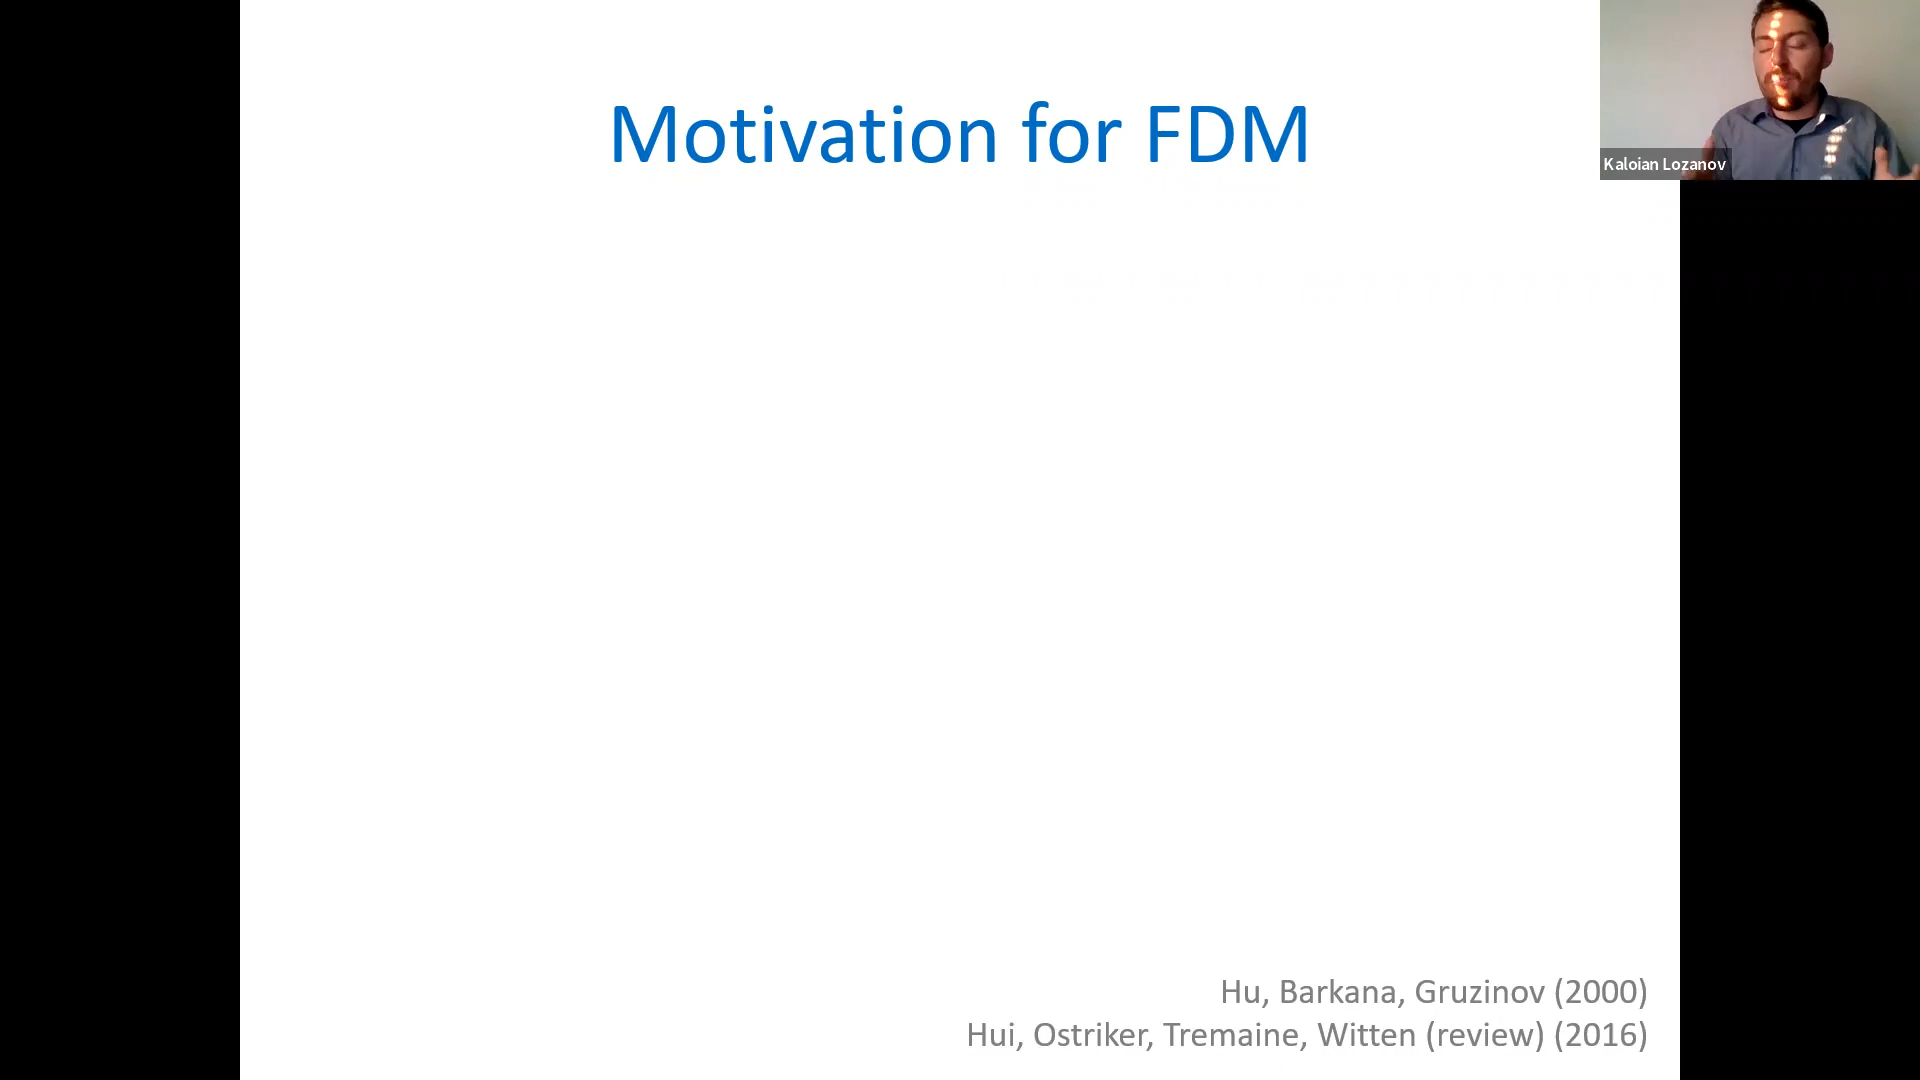 Motivation for FDM
Kaloian Lozanov
Hu, Barkana, Gruzinov (2000)
Hui, Ostriker, Tremaine, Witten (review) (2016)